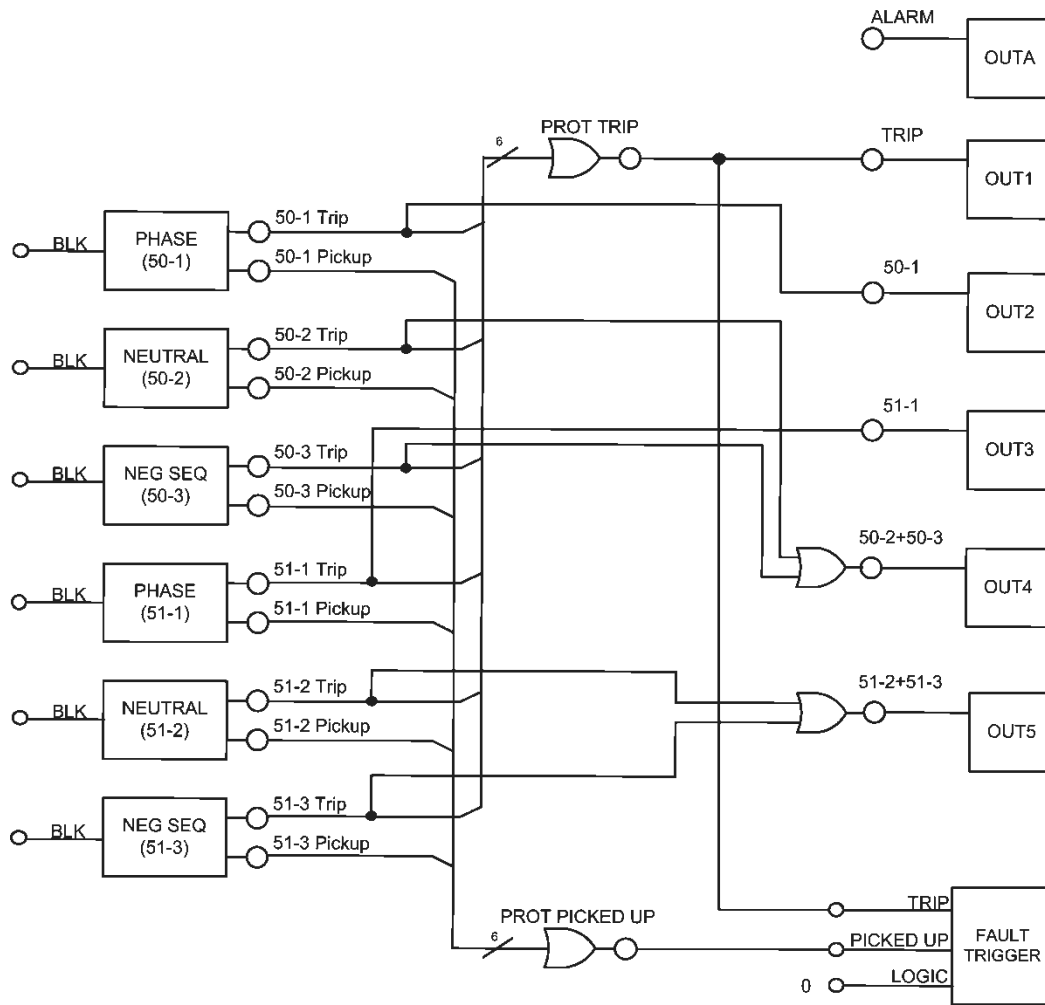 ALARM
OUTA
PROT TRIP
6
TRIP
OUT1
BLK
PHASE
(50-1)
50-1 Trip
50-1 Pickup
50-1
OUT2
BLK
NEUTRAL
(50-2)
50-2 Trip
50-2 Pickup
51-1
OUT3
BLK
NEG SEQ
(50-3)
50-3 Trip
50-3 Pickup
50-2+50-3
OUT4
BLK
PHASE
(51-1)
51-1 Trip
51-1 Pickup
BLK
NEUTRAL
(51-2)
51-2 Trip
51-2 Pickup
51-2+51-3
OUT5
BLK
NEG SEQ
(51-3)
51-3 Trip
51-3 Pickup
PROT PICKED UP
6
TRIP
PICKED UP
0
LOGIC
FAULT
TRIGGER